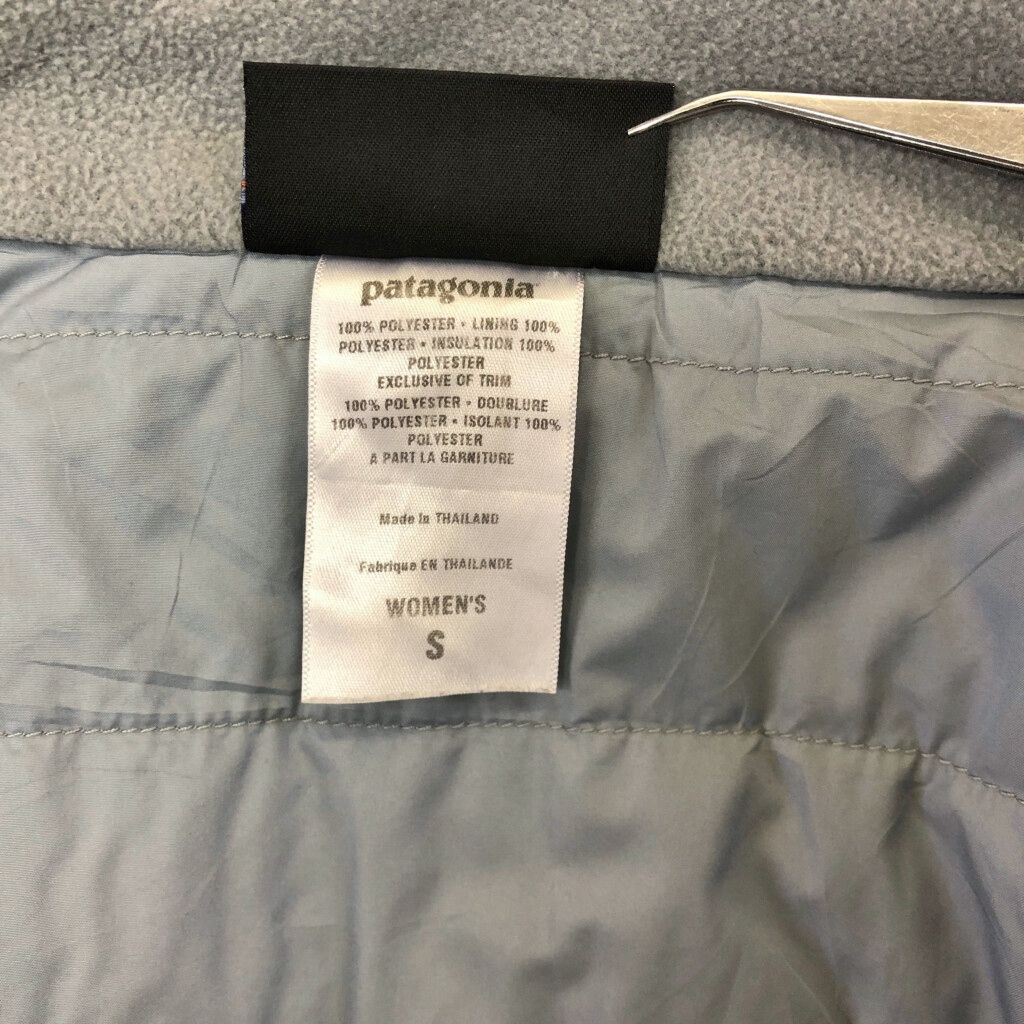 patagonia
100% POLYESTER • LINING 100%
POLYESTER • INSULATION 100%
POLYESTER
EXCLUSIVE OF TRIM
100% POLYESTER • DOUBLURE
100% POLYESTER • ISOLANT 100%
POLYESTER
A PART LA GARNITURE
Made in THAILAND
Fabrique EN THAILANDE
WOMEN'S
S